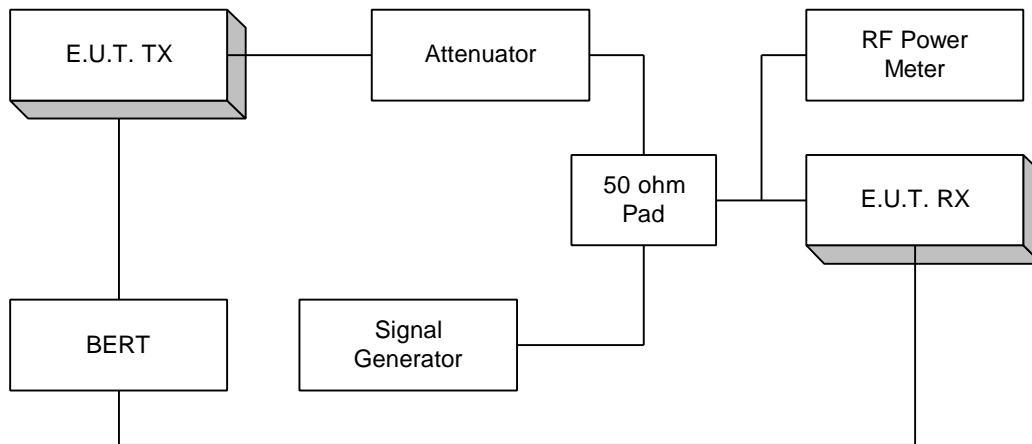 E.U.T. TX
Attenuator
RF Power
Meter
50 ohm
Pad
E.U.T. RX
BERT
Signal
Generator